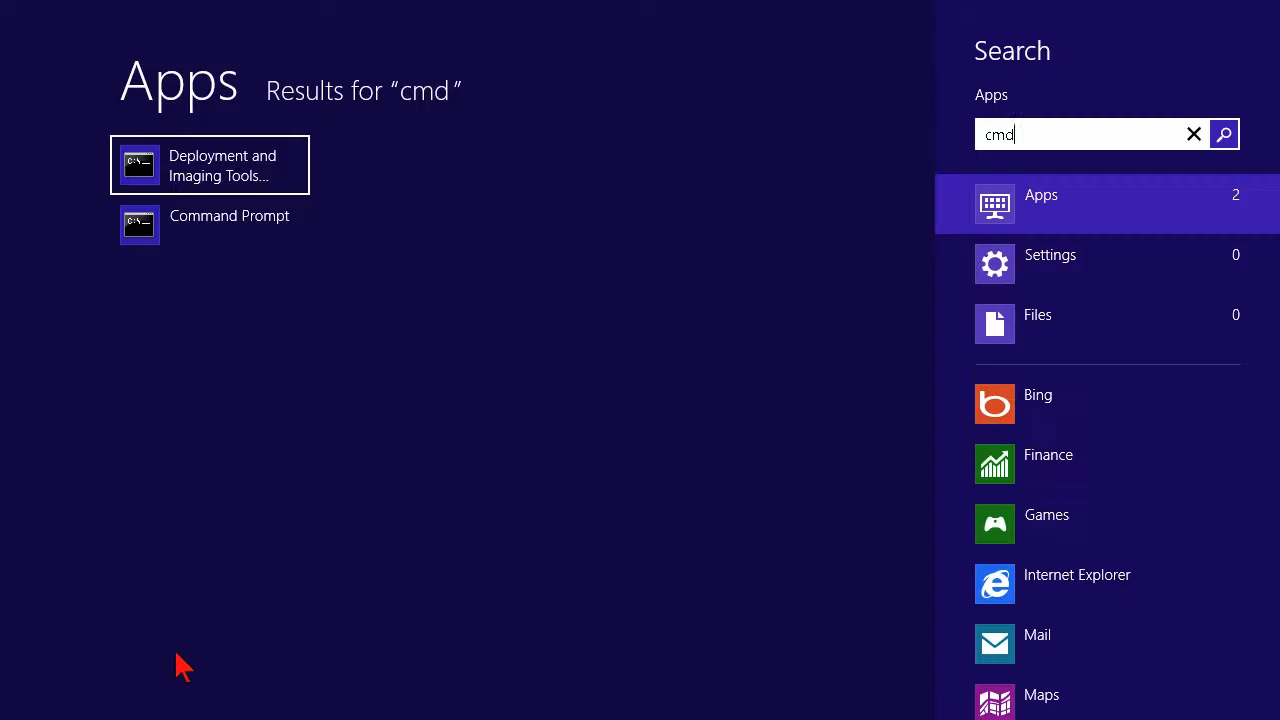 Apps Results for “cmd”
Deployment and
Imaging Tools...
Command Prompt
Search
Apps
cmd
Apps 2
Settings 0
Files 0
Bing
Finance
Games
Internet Explorer
Mail
Maps